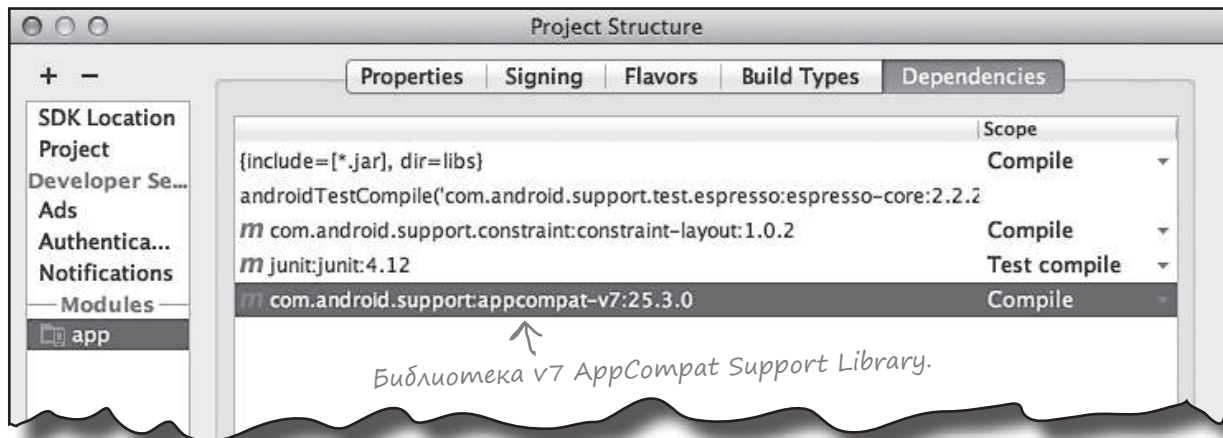 Project Structure
+ −
Properties Signing Flavors Build Types Dependencies
SDK Location
Project
Developer Se...
Ads
Authentica...
Notifications
Modules
app
Scope
{include=[*.jar], dir=libs} Compile
androidTestCompile('com.android.support.test.espresso:espresso-core:2.2.2
m com.android.support.constraint:constraint-layout:1.0.2 Compile
m junit:junit:4.12 Test compile
m com.android.support:appcompat-v7:25.3.0 Compile
Библиотека v7 AppCompat Support Library.